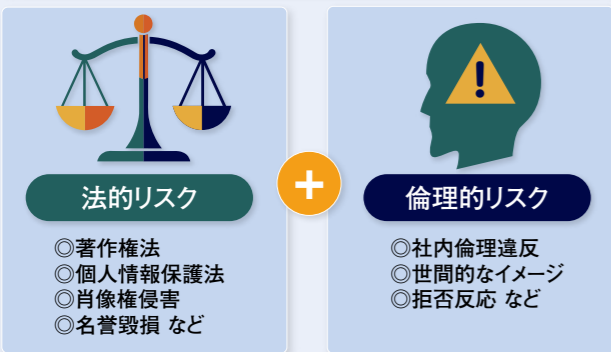 法的リスク
◎著作権法
◎個人情報保護法
◎肖像権侵害
◎名誉毀損 など
+
倫理的リスク
◎社内倫理違反
◎世間的なイメージ
◎拒否反応 など